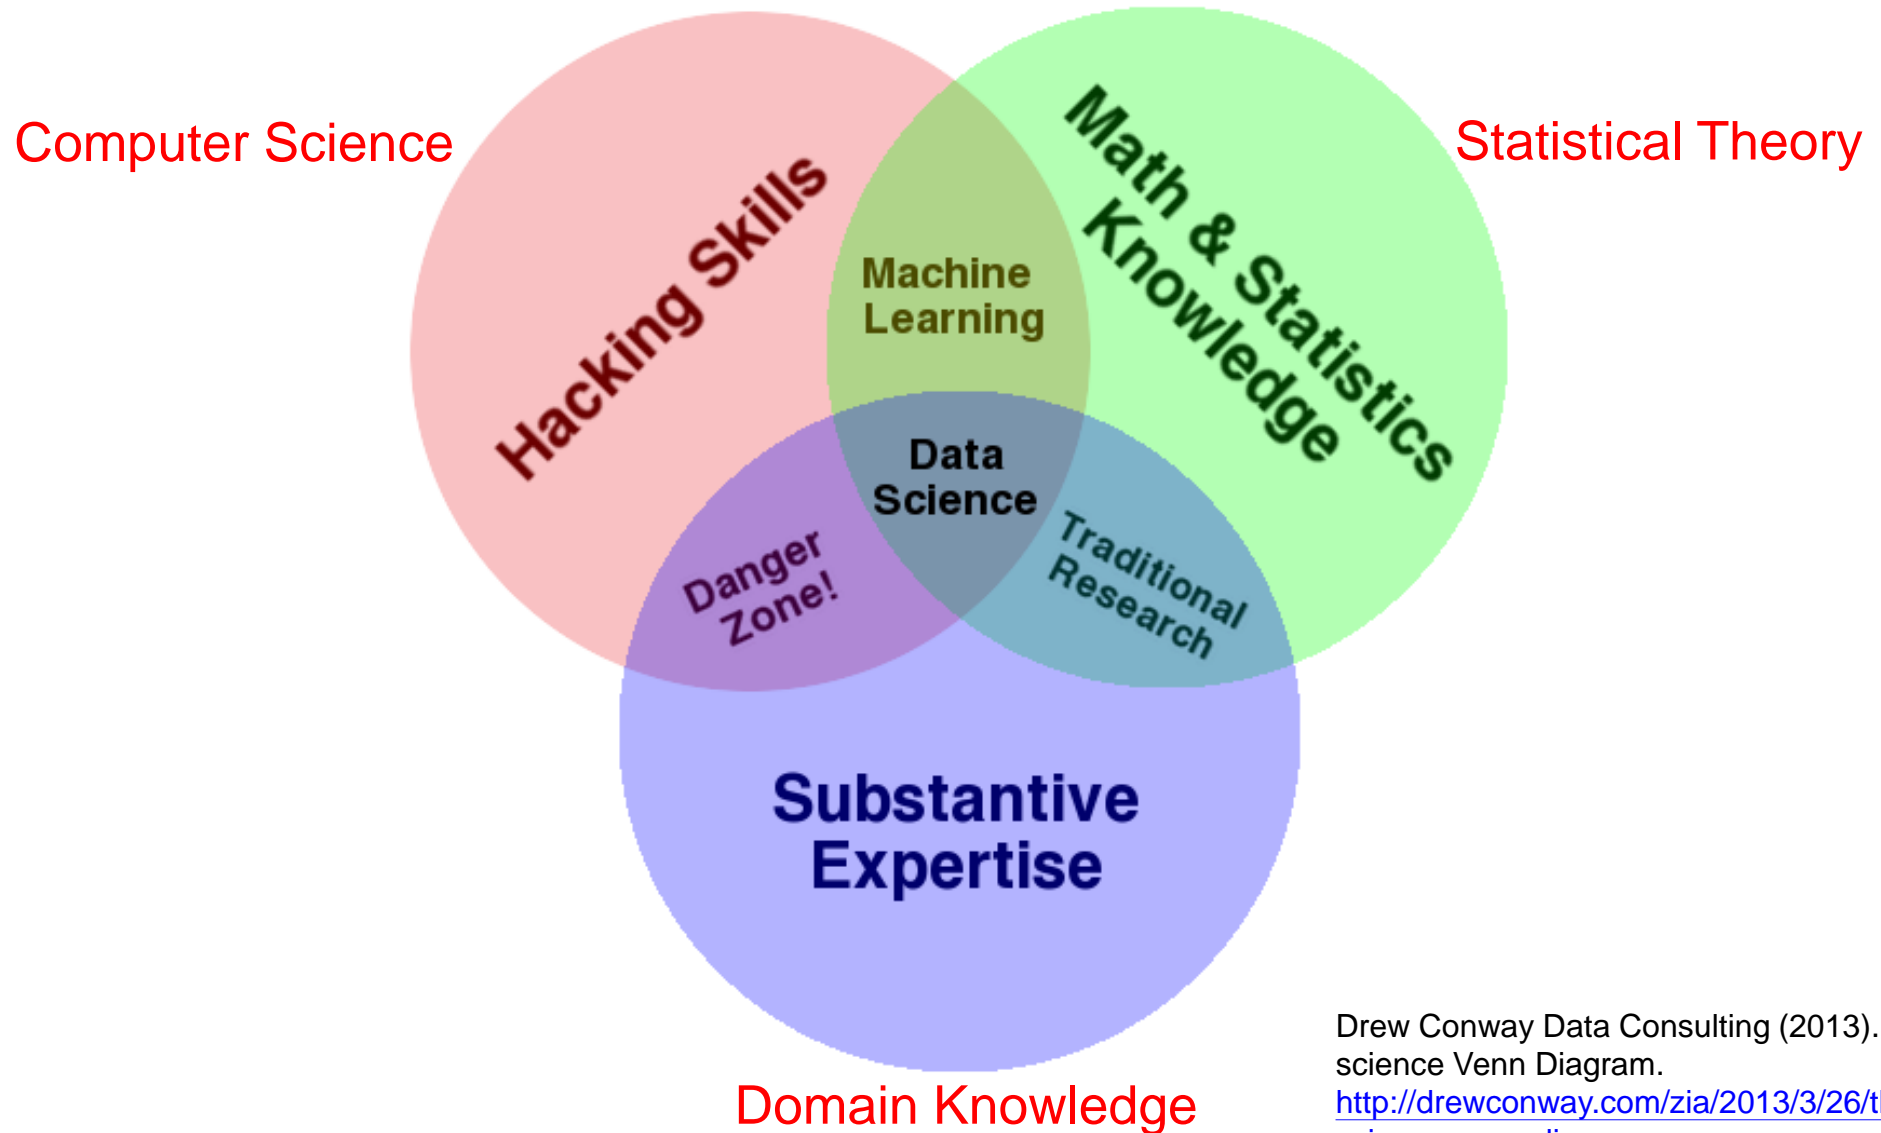 Computer Science
Statistical Theory
Hacking Skills
Math & Statistics
Knowledge
Machine
Learning
Data
Science
Danger
Zone!
Traditional
Research
Substantive
Expertise
Domain Knowledge
Drew Conway Data Consulting (2013).
science Venn Diagram.
http://drewconway.com/zia/2013/3/26/t